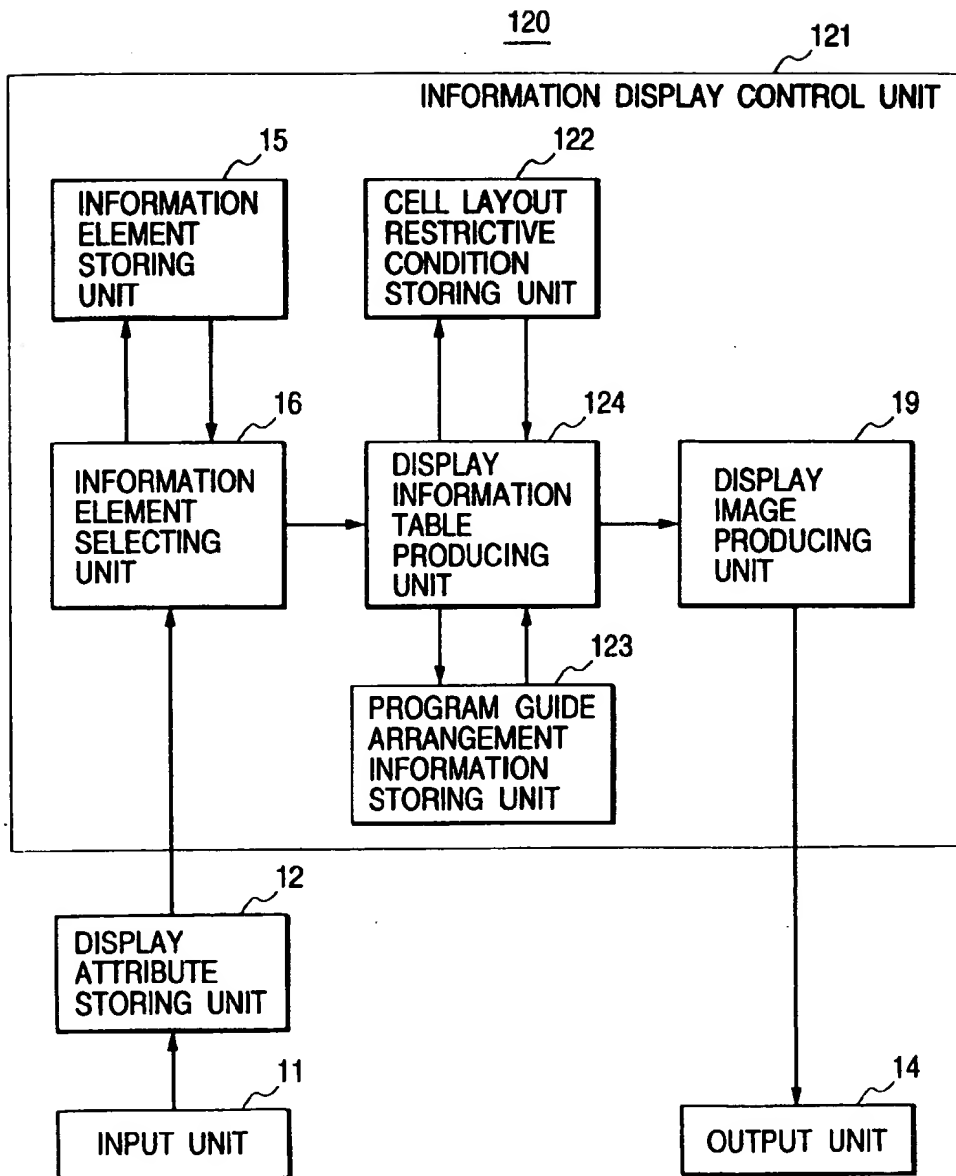 120
121
INFORMATION DISPLAY CONTROL UNIT
15
INFORMATION
ELEMENT
STORING
UNIT
122
CELL LAYOUT
RESTRICTIVE
CONDITION
STORING UNIT
16
INFORMATION
ELEMENT
SELECTING
UNIT
124
DISPLAY
INFORMATION
TABLE
PRODUCING
UNIT
19
DISPLAY
IMAGE
PRODUCING
UNIT
123
PROGRAM GUIDE
ARRANGEMENT
INFORMATION
STORING UNIT
12
DISPLAY
ATTRIBUTE
STORING UNIT
11
INPUT UNIT
14
OUTPUT UNIT